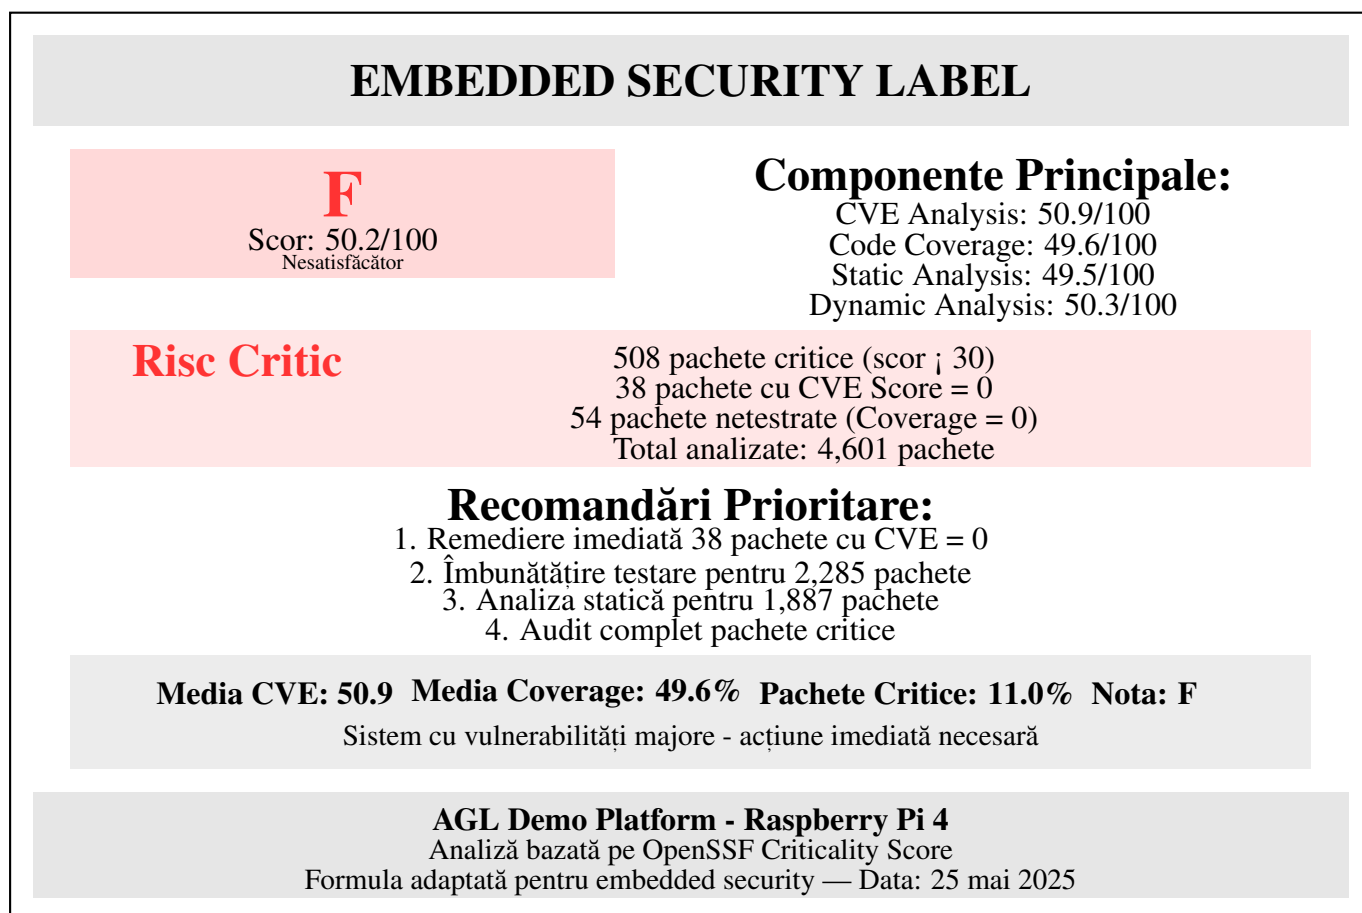 EMBEDDED SECURITY LABEL
F
Scor: 50.2/100
Nesatisfăcător
Componente Principale:
CVE Analysis: 50.9/100
Code Coverage: 49.6/100
Static Analysis: 49.5/100
Dynamic Analysis: 50.3/100
Risc Critic
508 pachete critice (scor ¡ 30)
38 pachete cu CVE Score = 0
54 pachete netestrate (Coverage = 0)
Total analizate: 4,601 pachete
Recomandări Prioritare:
1. Remediere imediată 38 pachete cu CVE = 0
2. Îmbunătățire testare pentru 2,285 pachete
3. Analiza statică pentru 1,887 pachete
4. Audit complet pachete critice
Media CVE: 50.9 Media Coverage: 49.6% Pachete Critice: 11.0% Nota: F
Sistem cu vulnerabilități majore - acțiune imediată necesară
AGL Demo Platform - Raspberry Pi 4
Analiză bazată pe OpenSSF Criticality Score
Formula adaptată pentru embedded security — Data: 25 mai 2025